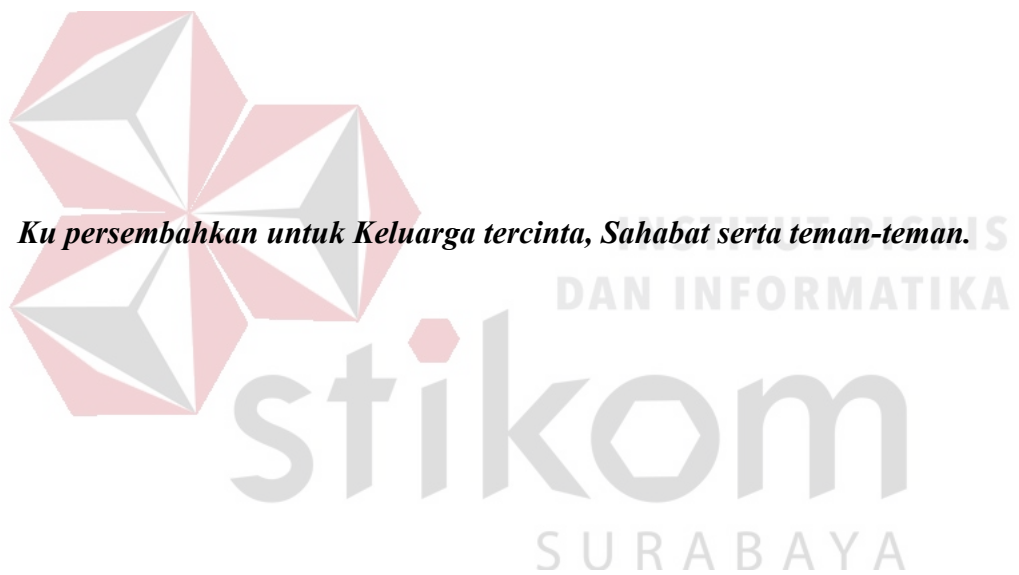 Ku persembahkan untuk Keluarga tercinta, Sahabat serta teman-teman.
INSTITUT BISNIS
DAN INFORMATIKA
stikom
SURABAYA